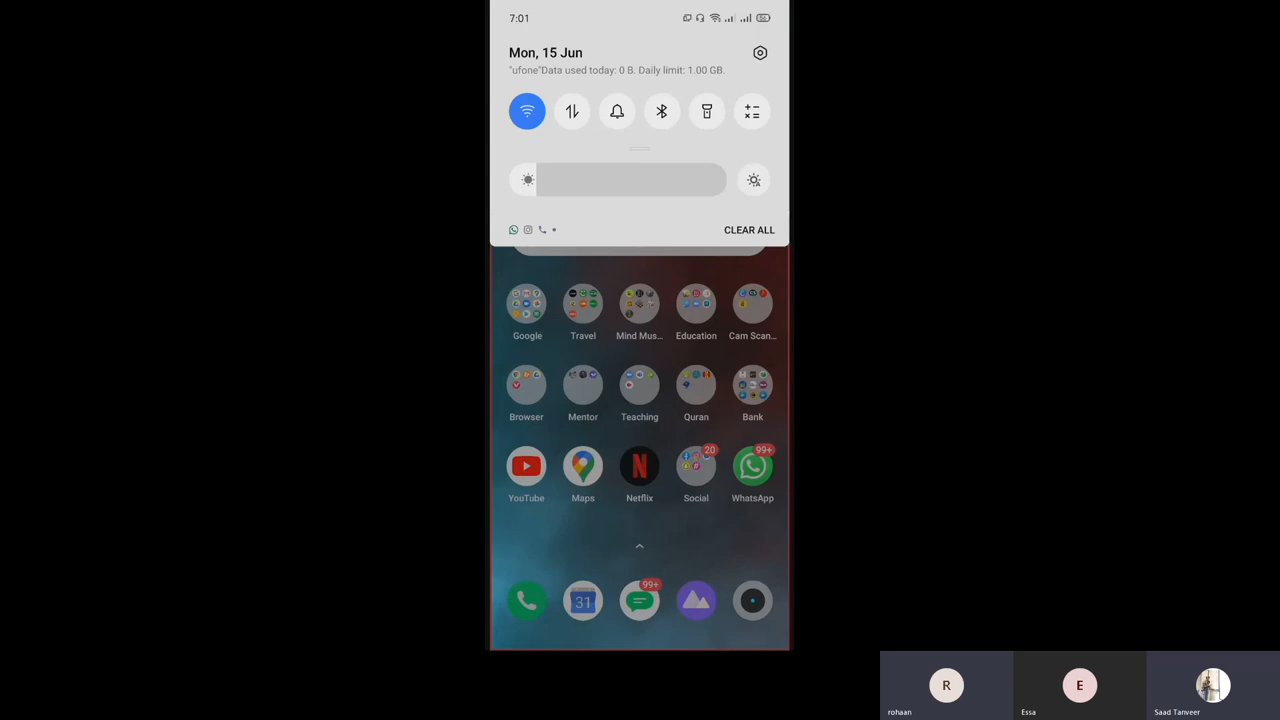 7:01
Mon, 15 Jun
"ufone"Data used today: 0 B. Daily limit: 1.00 GB.
CLEAR ALL
Google Travel Mind Mus... Education Cam Scan...
Browser Mentor Teaching Quran Bank
20 99+
YouTube Maps Netflix Social WhatsApp
99+
31
R E
rohaan Essa Saad Tanveer